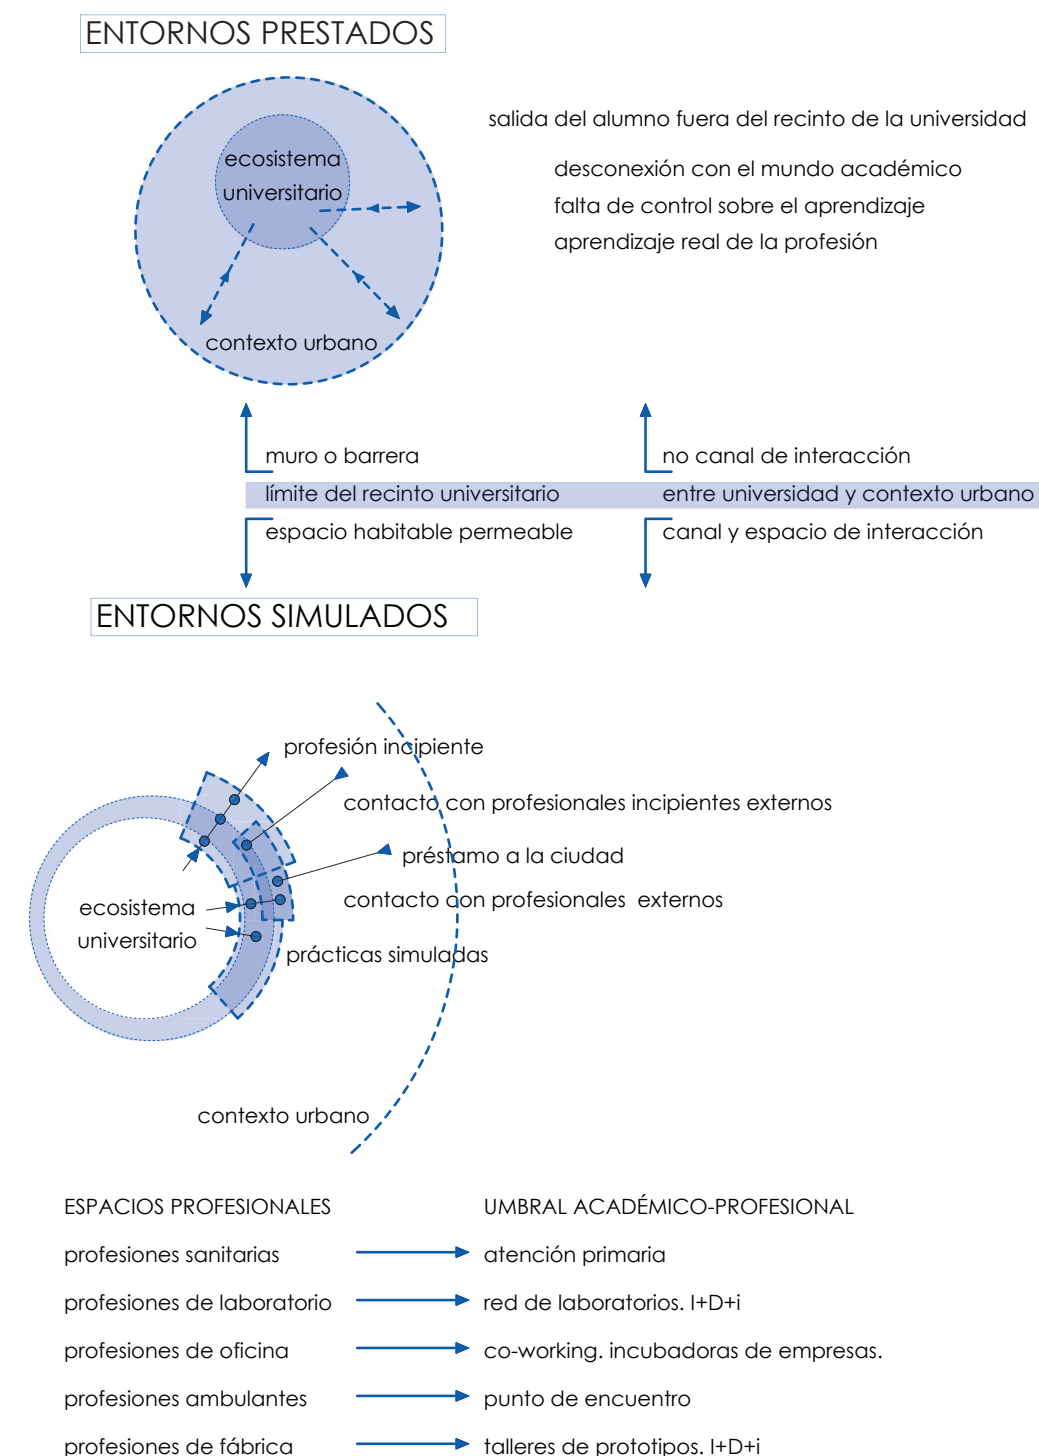 ENTORNOS PRESTADOS
salida del alumno fuera del recinto de la universidad
ecosistema
universitario
desconexión con el mundo académico
falta de control sobre el aprendizaje
aprendizaje real de la profesión
contexto urbano
muro o barrera
no canal de interacción
límite del recinto universitario
entre universidad y contexto urbano
espacio habitable permeable
canal y espacio de interacción
ENTORNOS SIMULADOS
profesión incipiente
contacto con profesionales incipientes externos
préstamo a la ciudad
contacto con profesionales externos
ecosistema
universitario
prácticas simuladas
contexto urbano
ESPACIOS PROFESIONALES
UMBRAL ACADÉMICO-PROFESIONAL
profesiones sanitarias
atención primaria
profesiones de laboratorio
red de laboratorios. I+D+i
profesiones de oficina
co-working. incubadoras de empresas.
profesiones ambulantes
punto de encuentro
profesiones de fábrica
talleres de prototipos. I+D+i